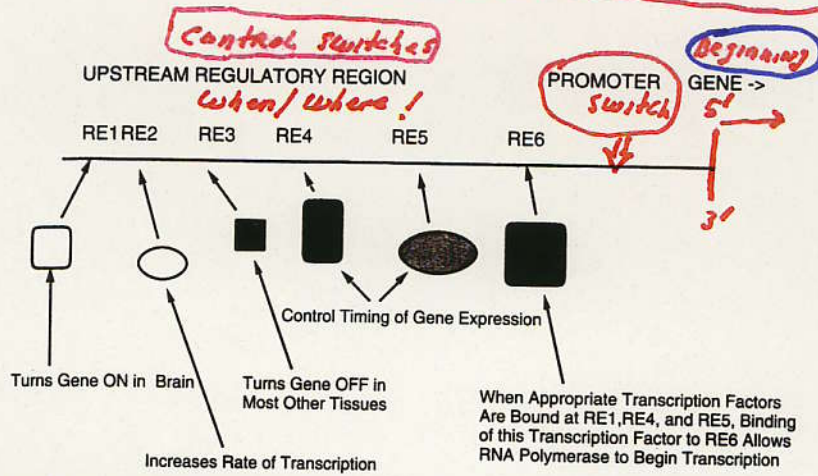 Control Switches
Beginning
UPSTREAM REGULATORY REGION
PROMOTER
GENE ->
When/Where!
Switch
5'
RE1 RE2 RE3 RE4 RE5 RE6
3'
Control Timing of Gene Expression
Turns Gene ON in Brain
Turns Gene OFF in
Most Other Tissues
When Appropriate Transcription Factors
Are Bound at RE1,RE4, and RE5, Binding
of this Transcription Factor to RE6 Allows
RNA Polymerase to Begin Transcription
Increases Rate of Transcription